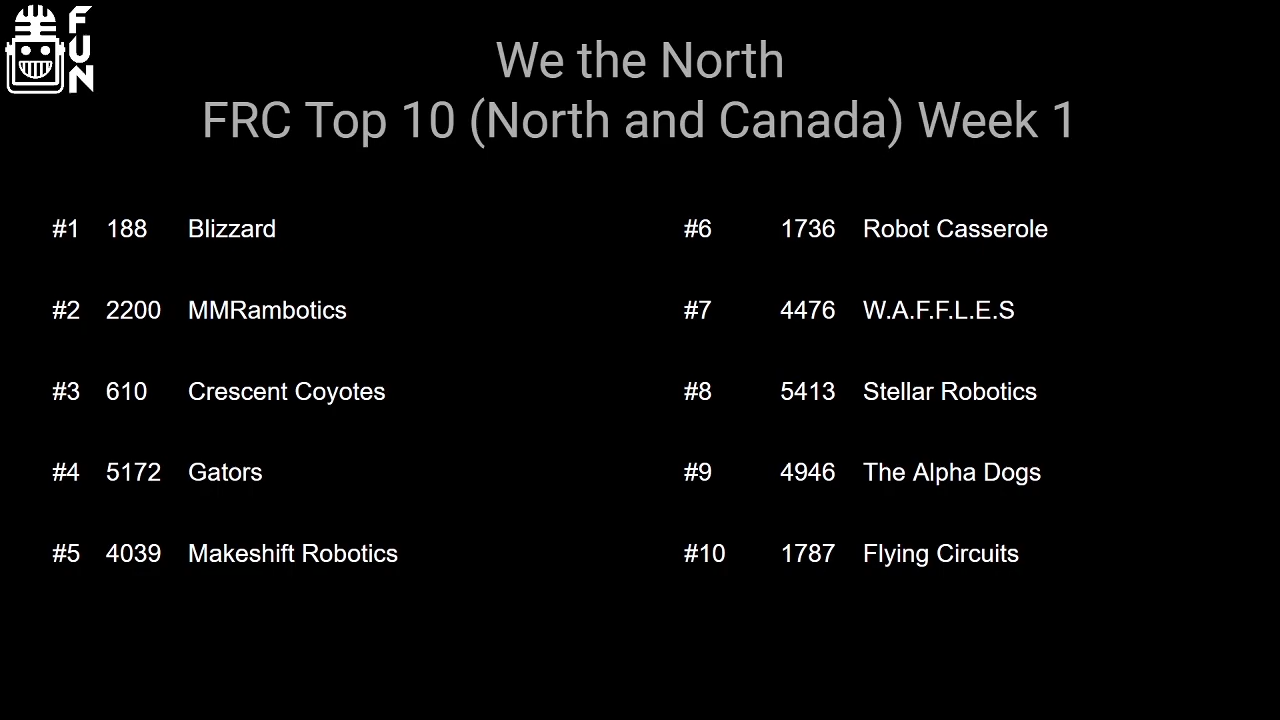 FUN
We the North
FRC Top 10 (North and Canada) Week 1
#1 188 Blizzard
#2 2200 MMRambotics
#3 610 Crescent Coyotes
#4 5172 Gators
#5 4039 Makeshift Robotics
#6 1736 Robot Casserole
#7 4476 W.A.F.F.L.E.S
#8 5413 Stellar Robotics
#9 4946 The Alpha Dogs
#10 1787 Flying Circuits